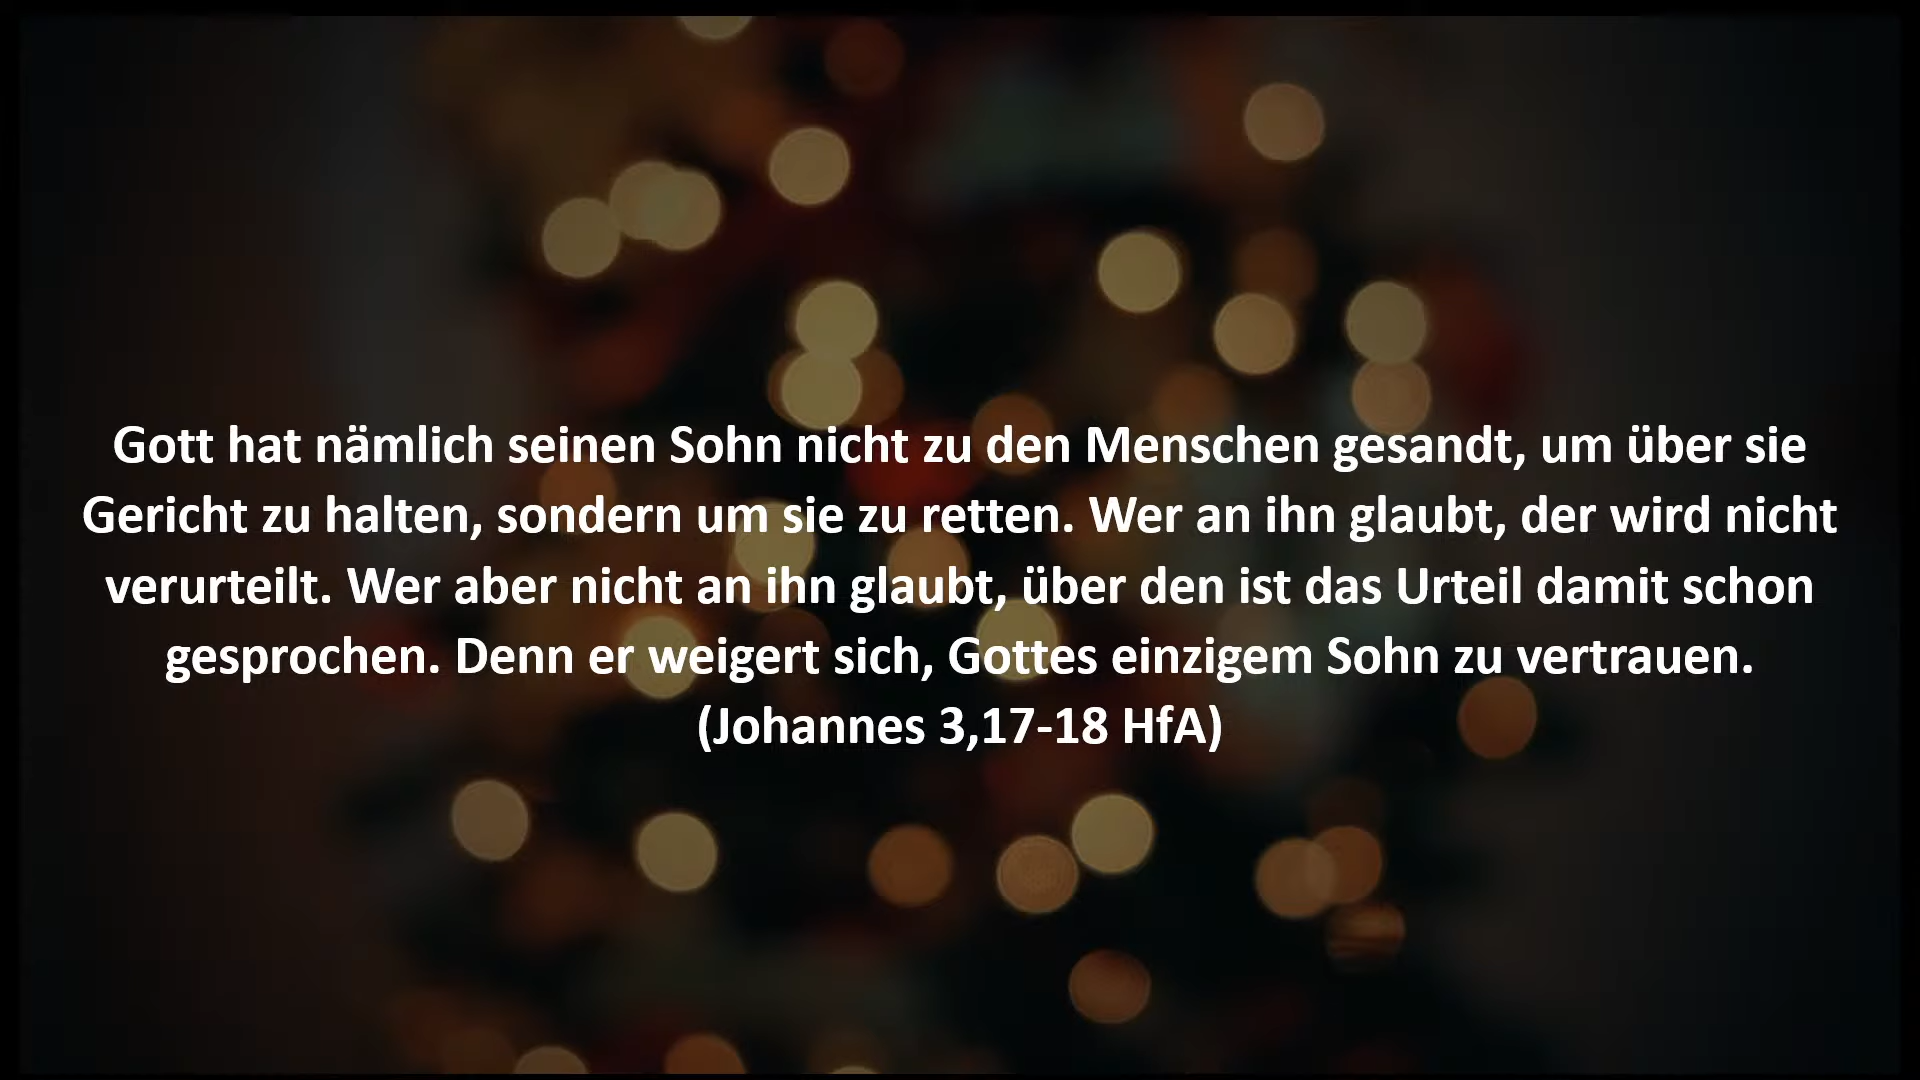 Gott hat nämlich seinen Sohn nicht zu den Menschen gesandt, um über sie
Gericht zu halten, sondern um sie zu retten. Wer an ihn glaubt, der wird nicht
verurteilt. Wer aber nicht an ihn glaubt, über den ist das Urteil damit schon
gesprochen. Denn er weigert sich, Gottes einzigem Sohn zu vertrauen.
(Johannes 3,17-18 HfA)